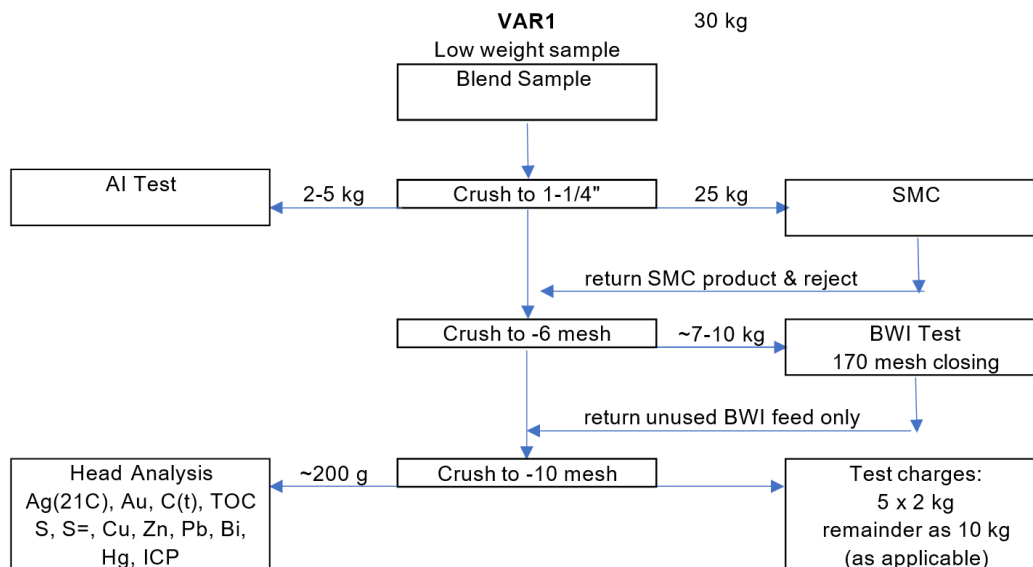 VAR1 30 kg
Low weight sample
Blend Sample
AI Test
2-5 kg
Crush to 1-1/4"
25 kg
SMC
return SMC product & reject
Crush to -6 mesh
~7-10 kg
BWI Test
170 mesh closing
return unused BWI feed only
Head Analysis
Ag(21C), Au, C(t), TOC
S, S=, Cu, Zn, Pb, Bi,
Hg, ICP
~200 g
Crush to -10 mesh
Test charges:
5 x 2 kg
remainder as 10 kg
(as applicable)